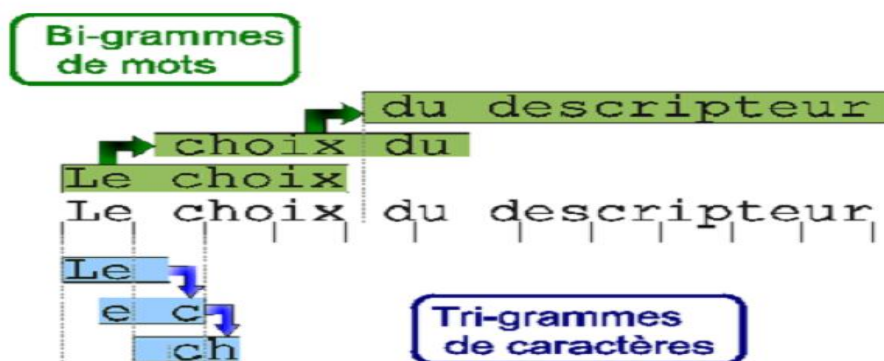 Bi-grammes
de mots
du descripteur
choix du
Le choix
Le choix du descripteur
Le
e c
ch
Tri-grammes
de caractères